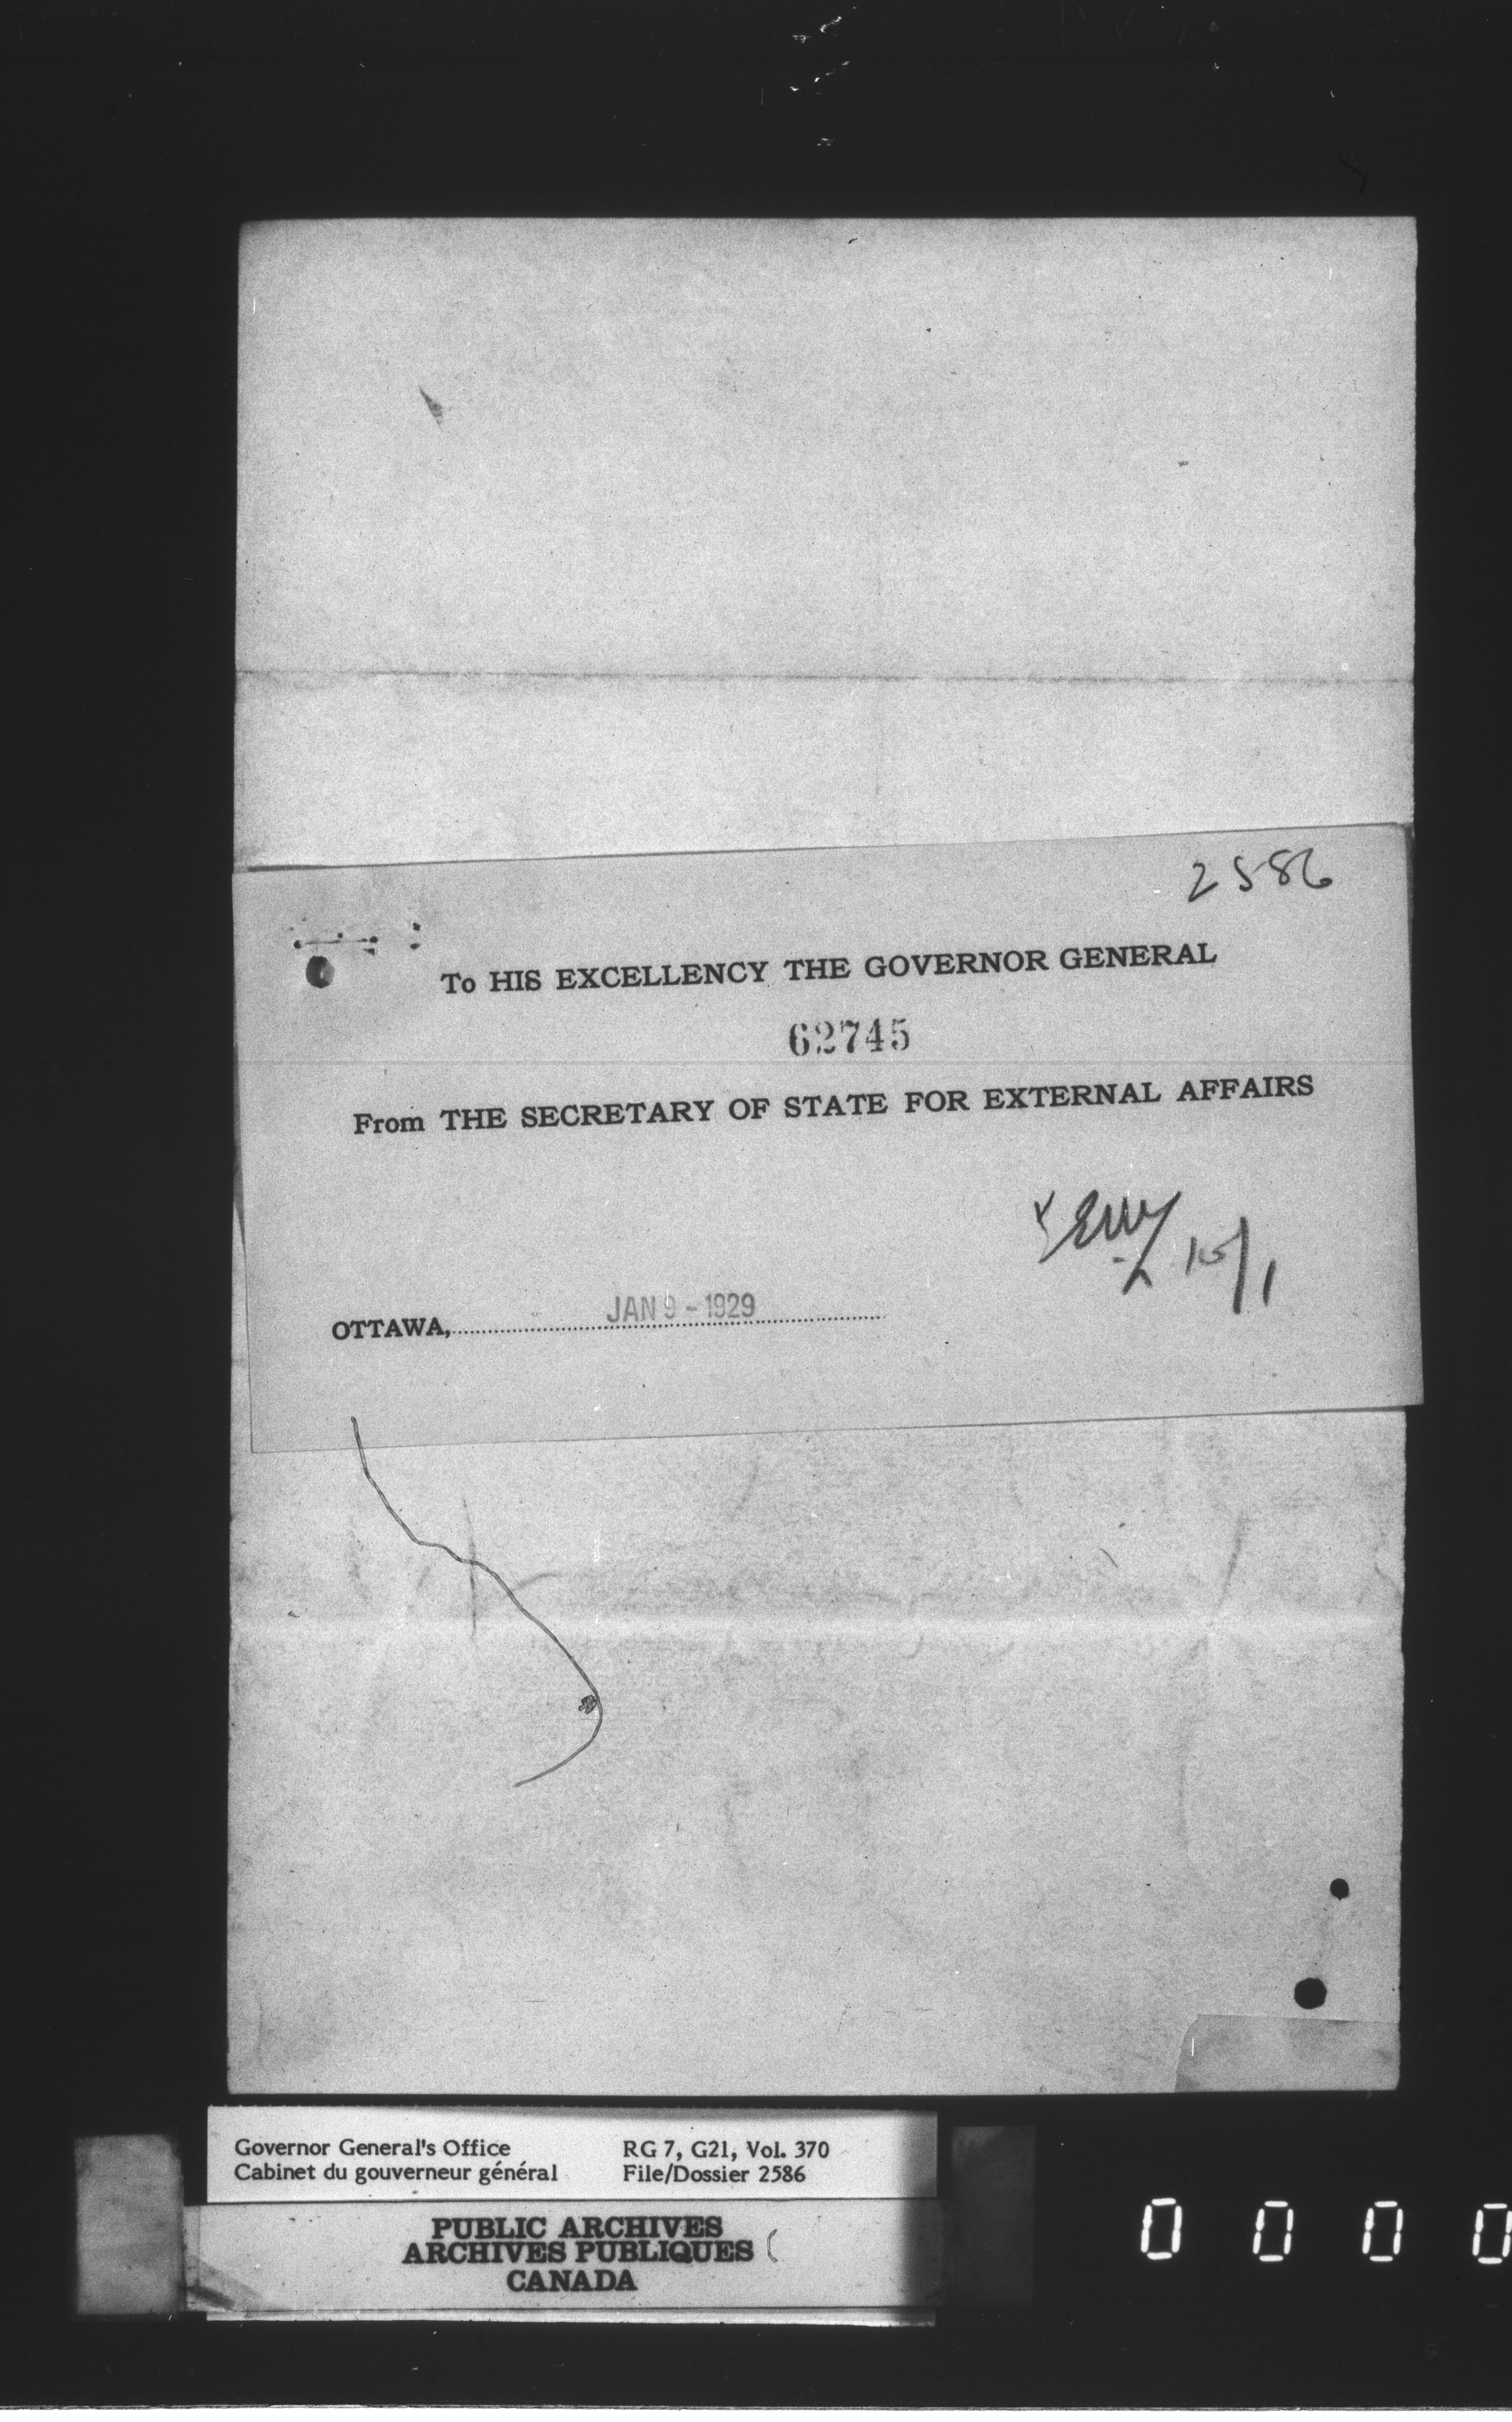 2586
To HIS EXCELLENCY THE GOVERNOR GENERAL
62745
From THE SECRETARY OF STATE FOR EXTERNAL AFFAIRS
15/1
OTTAWA, JAN 9 - 1929
Governor General's Office RG 7, G21, Vol. 370
Cabinet du gouverneur général File/Dossier 2586
PUBLIC ARCHIVES
ARCHIVES PUBLIQUES
CANADA
0 0 0 0